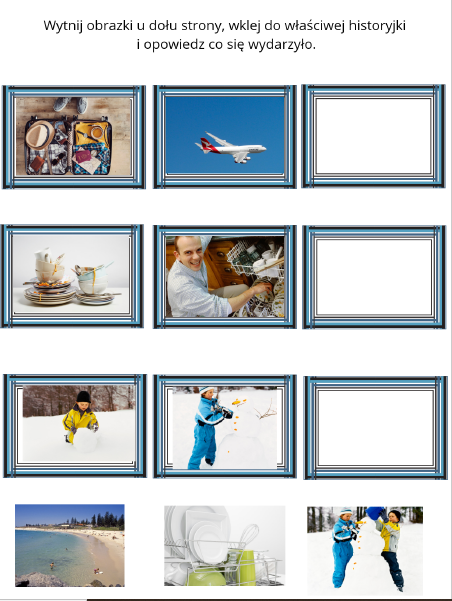 Wytnij obrazki u dołu strony, wklej do właściwej historyjki
i opowiedz co się wydarzyło.